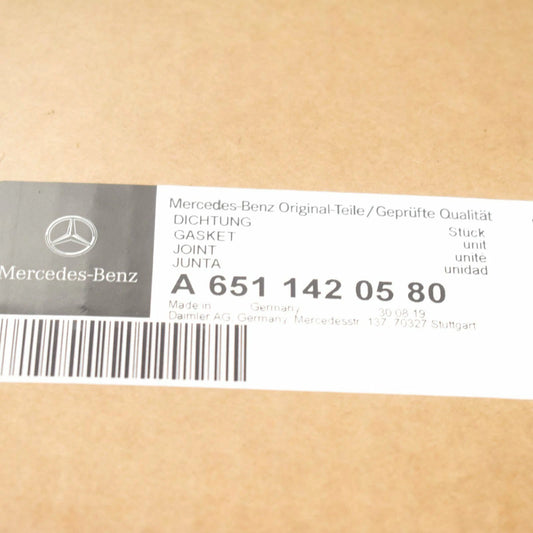 Mercedes-Benz
Mercedes-Benz Original-Teile/Geprüfte Qualität
DICHTUNG Stück
GASKET unit
JOINT unité
JUNTA unidad
A 651 142 05 80
Made in Germany 30.08.19
Daimler AG, Germany, Mercedesstr. 137, 70327 Stuttgart